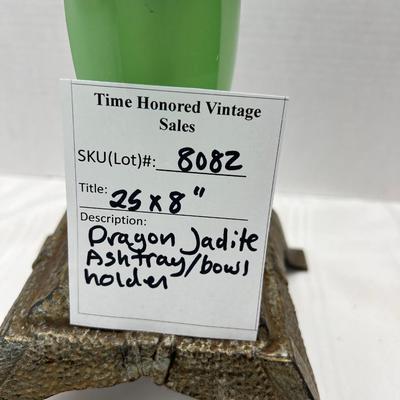 Time Honored Vintage
Sales
SKU(Lot)#: 8082
Title: 25 x 8"
Description:
Dragon Jadite
Ashtray/bowl
holder